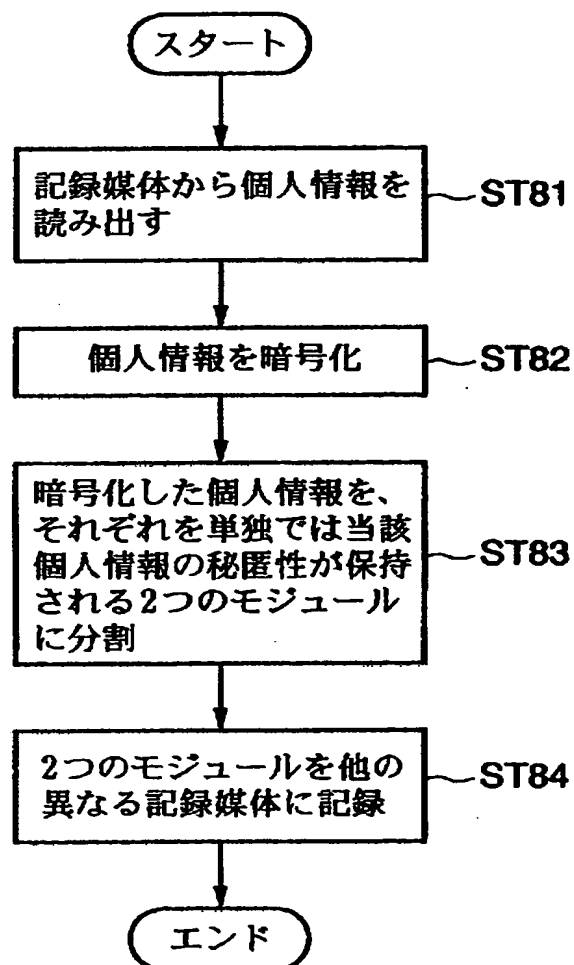 スタート
記録媒体から個人情報を
読み出す
ST81
個人情報を暗号化
ST82
暗号化した個人情報を、
それぞれを単独では当該
個人情報の秘匿性が保持
される2つのモジュール
に分割
ST83
2つのモジュールを他の
異なる記録媒体に記録
ST84
エンド